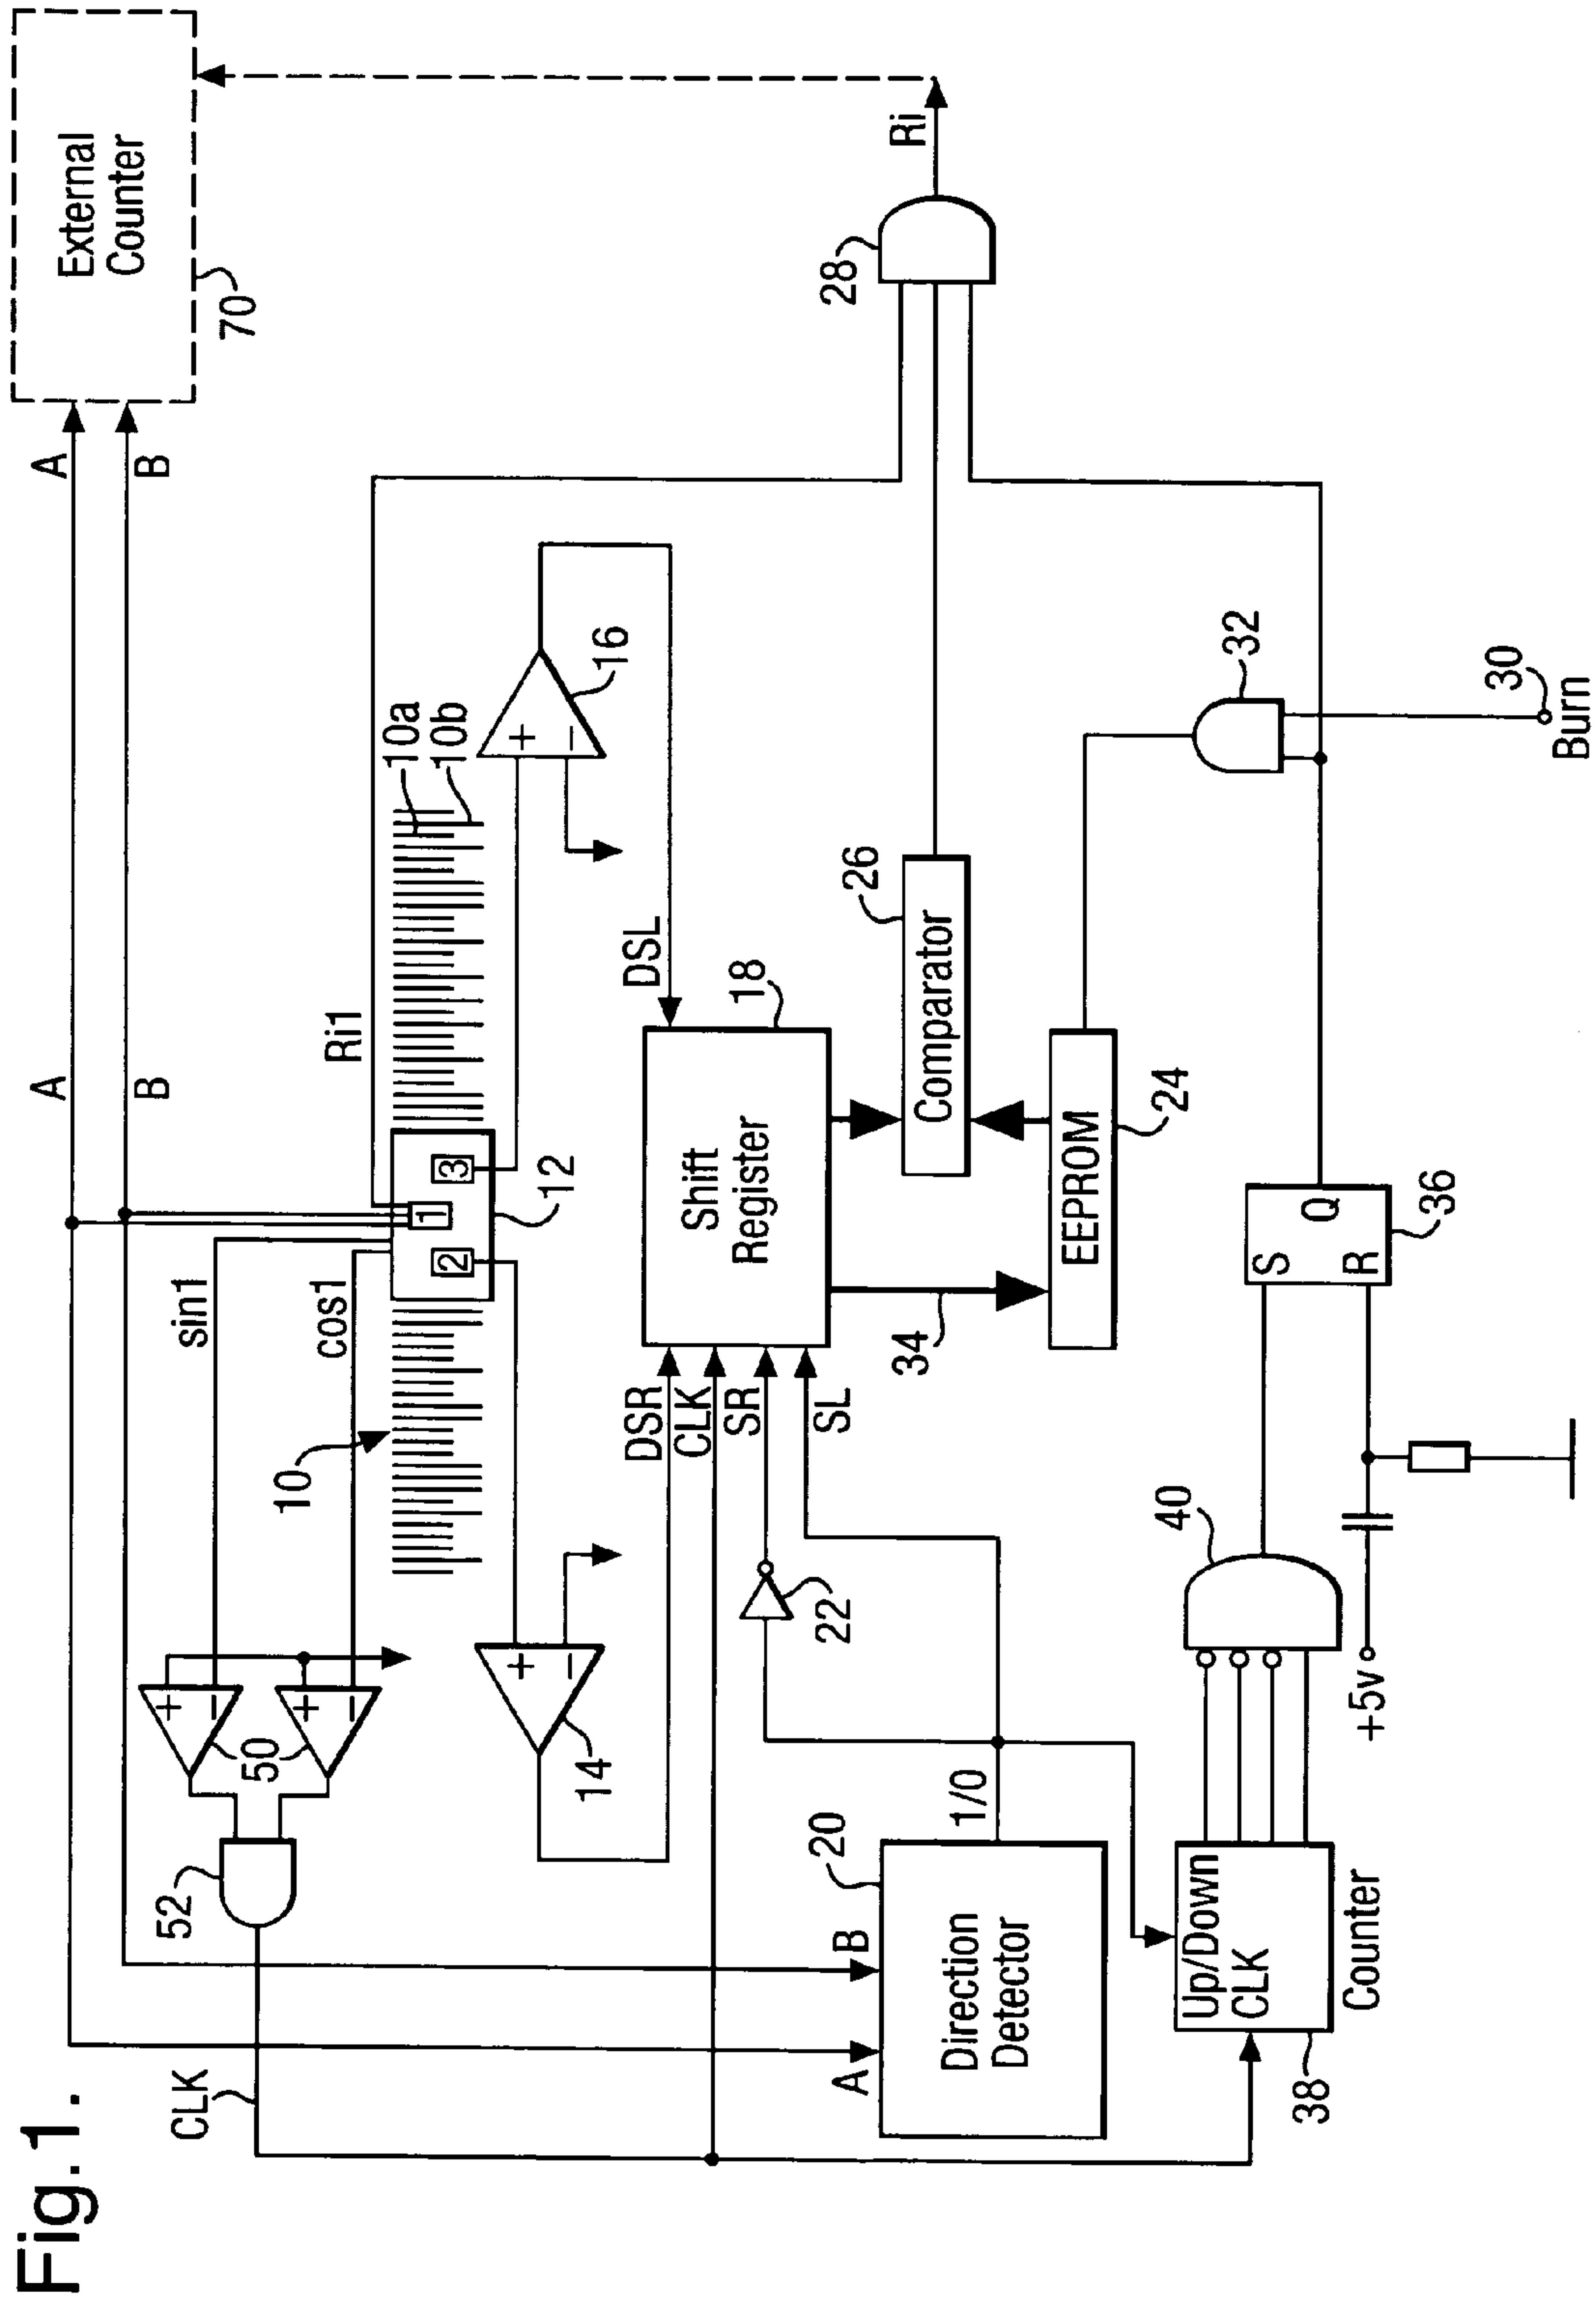 Fig.1.
CLK
52
50
+
−
+
−
sin1
cos1
A
B
A
B
External
Counter
70
10
2
1
3
12
Ri1
10a
10b
+
−
14
+
−
16
DSR
CLK
SR
SL
DSL
Shift
Register
18
22
20
A
B
Direction
Detector
1/0
34
Comparator
26
EEPROM
24
28
Ri
32
30
Burn
Up/Down
CLK
Counter
38
40
+5v
S
R
Q
36